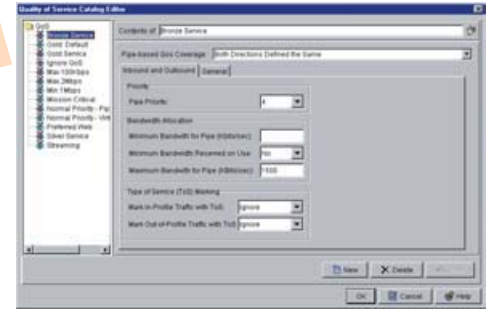 Quality of Service Catalog Editor
QoS
Bronze Service
Gold Default
Gold Service
Ignore QoS
Max 100Kbps
Max 3Mbps
Min 1Mbps
Mission Critical
Normal Priority - Pip
Normal Priority - Virt
Preferred Web
Silver Service
Streaming
Contents of Bronze Service
Pipe-based QoS Coverage Both Directions Defined the Same
Inbound and Outbound General
Priority
Pipe Priority 4
Bandwidth Allocation
Minimum Bandwidth for Pipe (Kbits/sec)
Minimum Bandwidth Reserved on Use No
Maximum Bandwidth for Pipe (Kbits/sec) 1500
Type of Service (ToS) Marking
Mark In-Profile Traffic with ToS Ignore
Mark Out-of-Profile Traffic with ToS Ignore
New Delete
OK Cancel Help